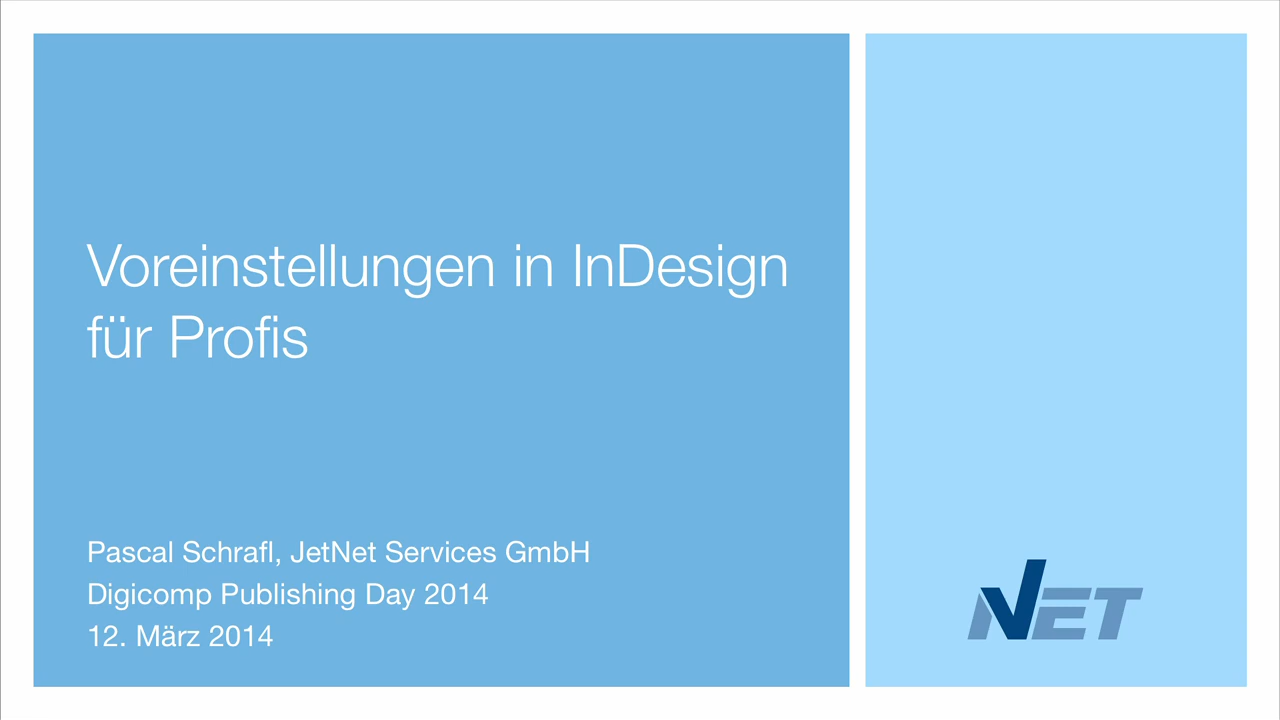 Voreinstellungen in InDesign
für Profis
Pascal Schrafl, JetNet Services GmbH
Digicomp Publishing Day 2014
12. März 2014
NET